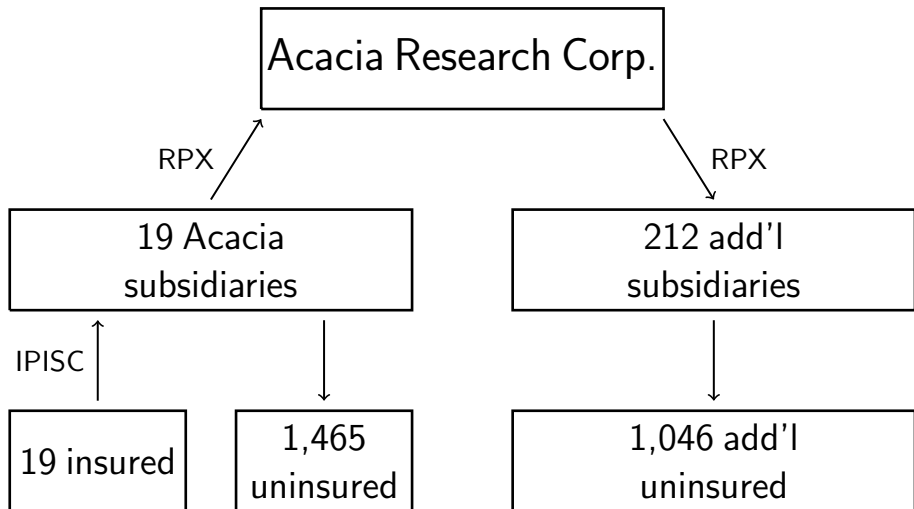 Acacia Research Corp.
RPX
RPX
19 Acacia
subsidiaries
212 add'l
subsidiaries
IPISC
19 insured
1,465
uninsured
1,046 add'l
uninsured